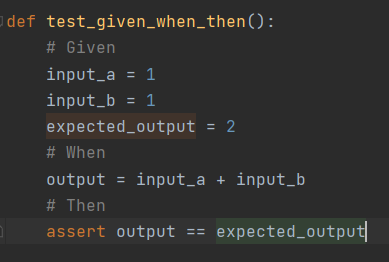 def test_given_when_then():
    # Given
    input_a = 1
    input_b = 1
    expected_output = 2
    # When
    output = input_a + input_b
    # Then
    assert output == expected_output